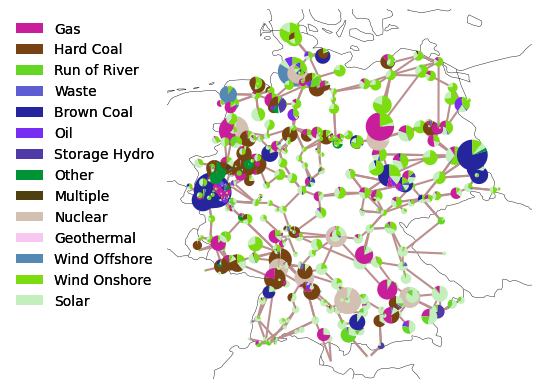 Gas
Hard Coal
Run of River
Waste
Brown Coal
Oil
Storage Hydro
Other
Multiple
Nuclear
Geothermal
Wind Offshore
Wind Onshore
Solar